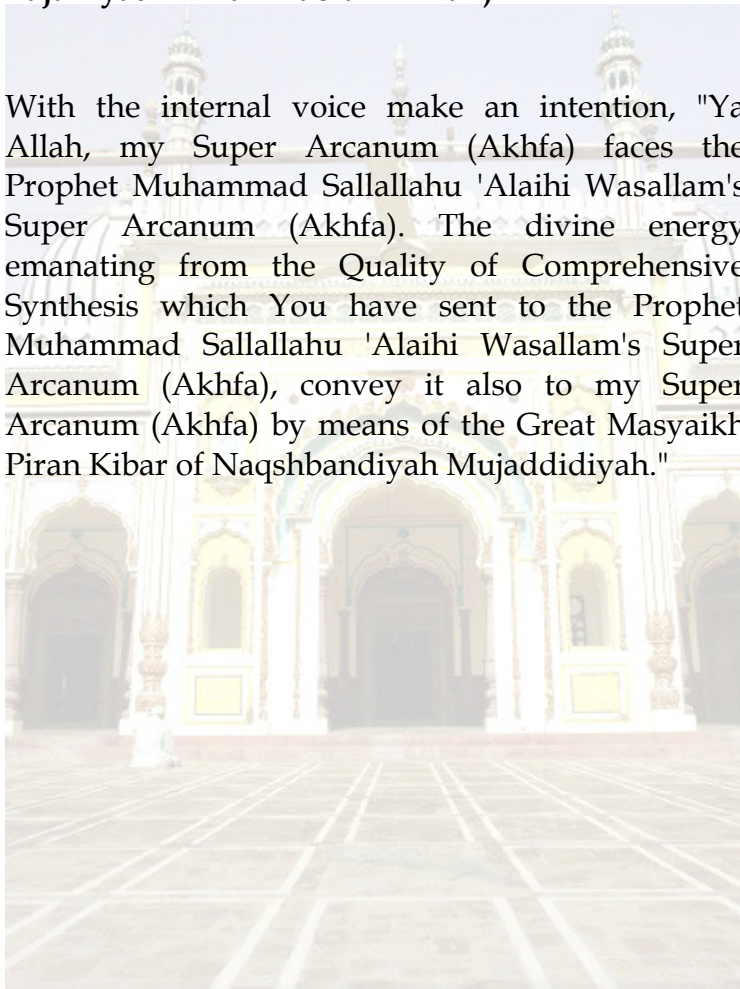 With the internal voice make an intention, "Ya
Allah, my Super Arcanum (Akhfa) faces the
Prophet Muhammad Sallallahu 'Alaihi Wasallam's
Super Arcanum (Akhfa). The divine energy
emanating from the Quality of Comprehensive
Synthesis which You have sent to the Prophet
Muhammad Sallallahu 'Alaihi Wasallam's Super
Arcanum (Akhfa), convey it also to my Super
Arcanum (Akhfa) by means of the Great Masyaikh
Piran Kibar of Naqshbandiyah Mujaddidiyah."